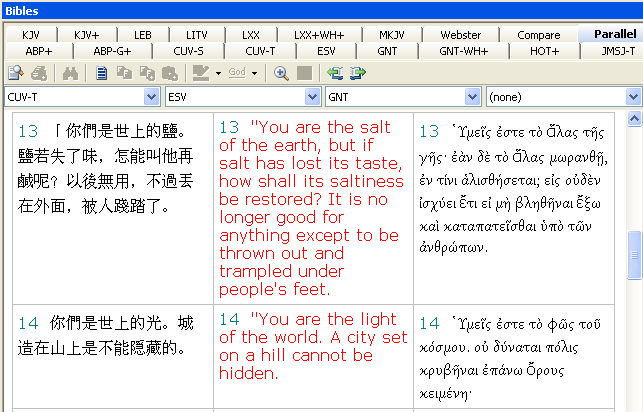 Bibles
KJV KJV+ LEB LITV LXX LXX+WH+ MKJV Webster Compare Parallel
ABP+ ABP-G+ CUV-S CUV-T ESV GNT GNT-WH+ HOT+ JMSJ-T
God
CUV-T ESV GNT (none)
13 「你們是世上的鹽。
鹽若失了味，怎能叫他再
鹹呢？以後無用，不過丟
在外面，被人踐踏了。
13 "You are the salt
of the earth, but if
salt has lost its taste,
how shall its saltiness
be restored? It is no
longer good for
anything except to be
thrown out and
trampled under
people's feet.
13 Ὑμεῖς ἐστε τὸ ἅλας τῆς
γῆς· ἐὰν δὲ τὸ ἅλας μωρανθῇ,
ἐν τίνι ἁλισθήσεται; εἰς οὐδὲν
ἰσχύει ἔτι εἰ μὴ βληθῆναι ἔξω
καὶ καταπατεῖσθαι ὑπὸ τῶν
ἀνθρώπων.
14 你們是世上的光。城
造在山上是不能隱藏的。
14 "You are the light
of the world. A city set
on a hill cannot be
hidden.
14 Ὑμεῖς ἐστε τὸ φῶς τοῦ
κόσμου. οὐ δύναται πόλις
κρυβῆναι ἐπάνω ὄρους
κειμένη·